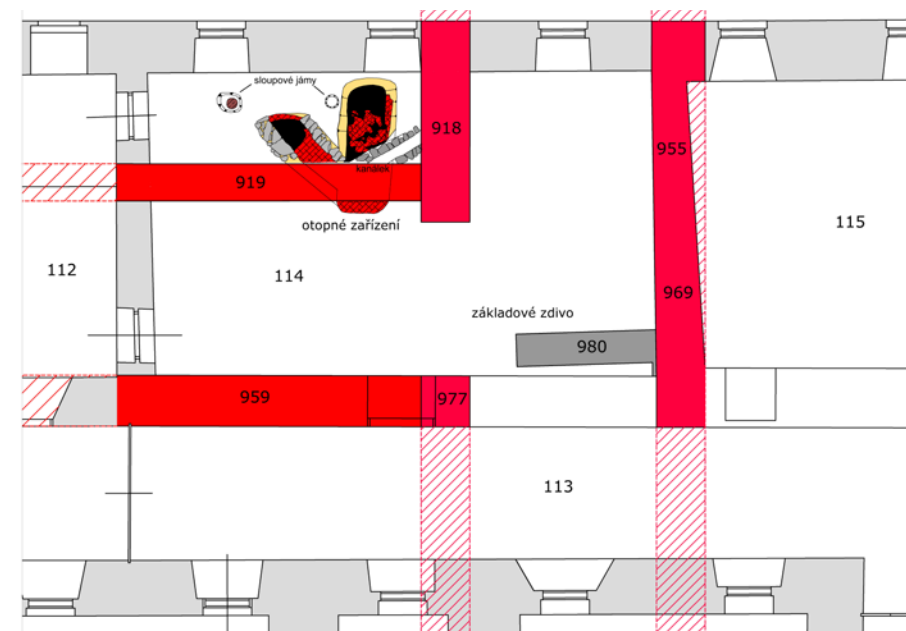 sloupové jámy
918
955
kanálek
919
115
otopné zařízení
112
114
969
základové zdivo
980
959
977
113